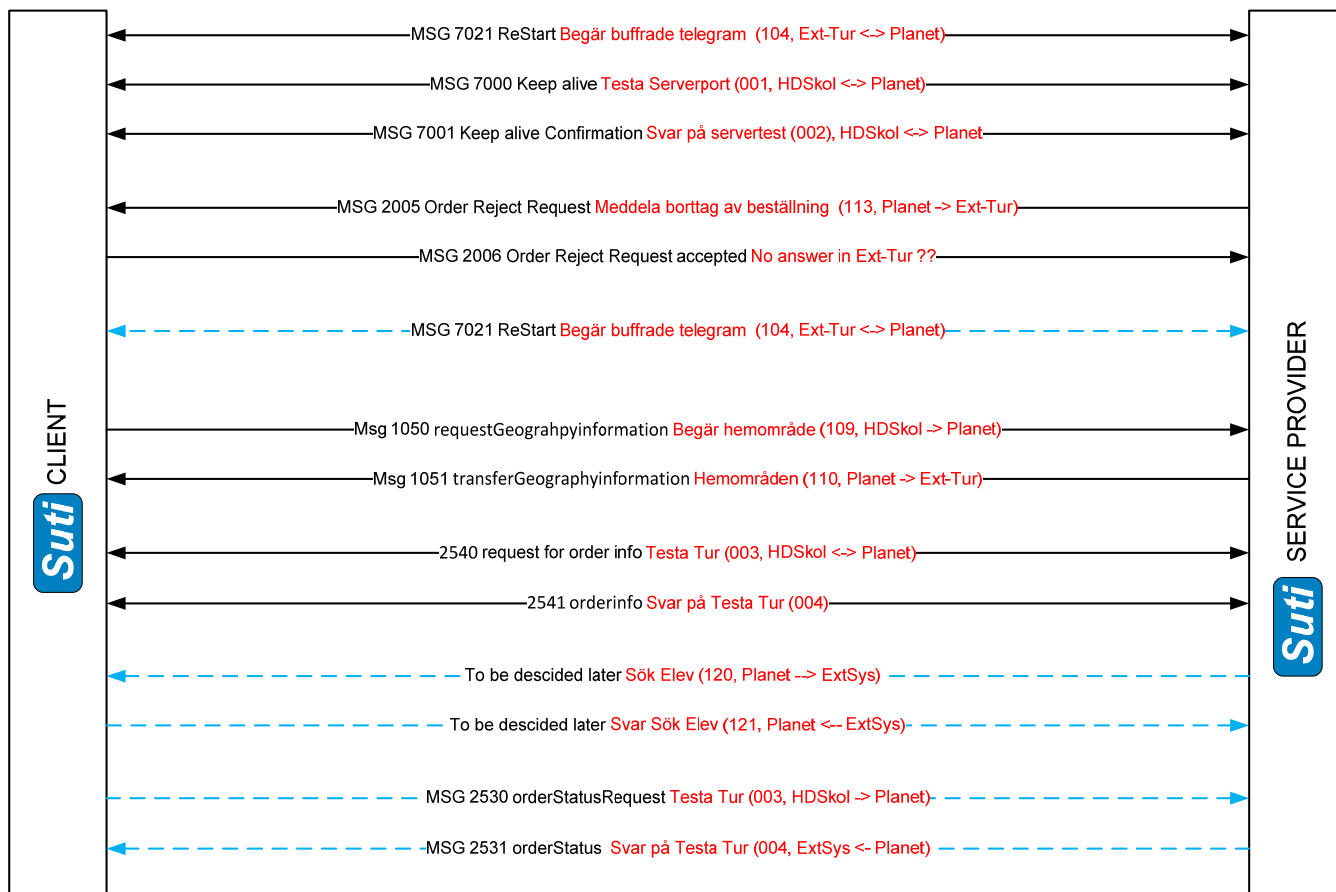 MSG 7021 ReStart Begär buffrade telegram (104, Ext-Tur <-> Planet)
MSG 7000 Keep alive Testa Serverport (001, HDSkol <-> Planet)
MSG 7001 Keep alive Confirmation Svar på servertest (002), HDSkol <-> Planet
MSG 2005 Order Reject Request Meddela borttag av beställning (113, Planet -> Ext-Tur)
MSG 2006 Order Reject Request accepted No answer in Ext-Tur ??
MSG 7021 ReStart Begär buffrade telegram (104, Ext-Tur <-> Planet)
Msg 1050 requestGeograhpyinformation Begär hemområde (109, HDSkol -> Planet)
Msg 1051 transferGeographyinformation Hemområden (110, Planet -> Ext-Tur)
2540 request for order info Testa Tur (003, HDSkol <-> Planet)
2541 orderinfo Svar på Testa Tur (004)
To be descided later Sök Elev (120, Planet --> ExtSys)
To be descided later Svar Sök Elev (121, Planet <-- ExtSys)
MSG 2530 orderStatusRequest Testa Tur (003, HDSkol -> Planet)
MSG 2531 orderStatus Svar på Testa Tur (004, ExtSys <- Planet)
Suti CLIENT
Suti SERVICE PROVIDER